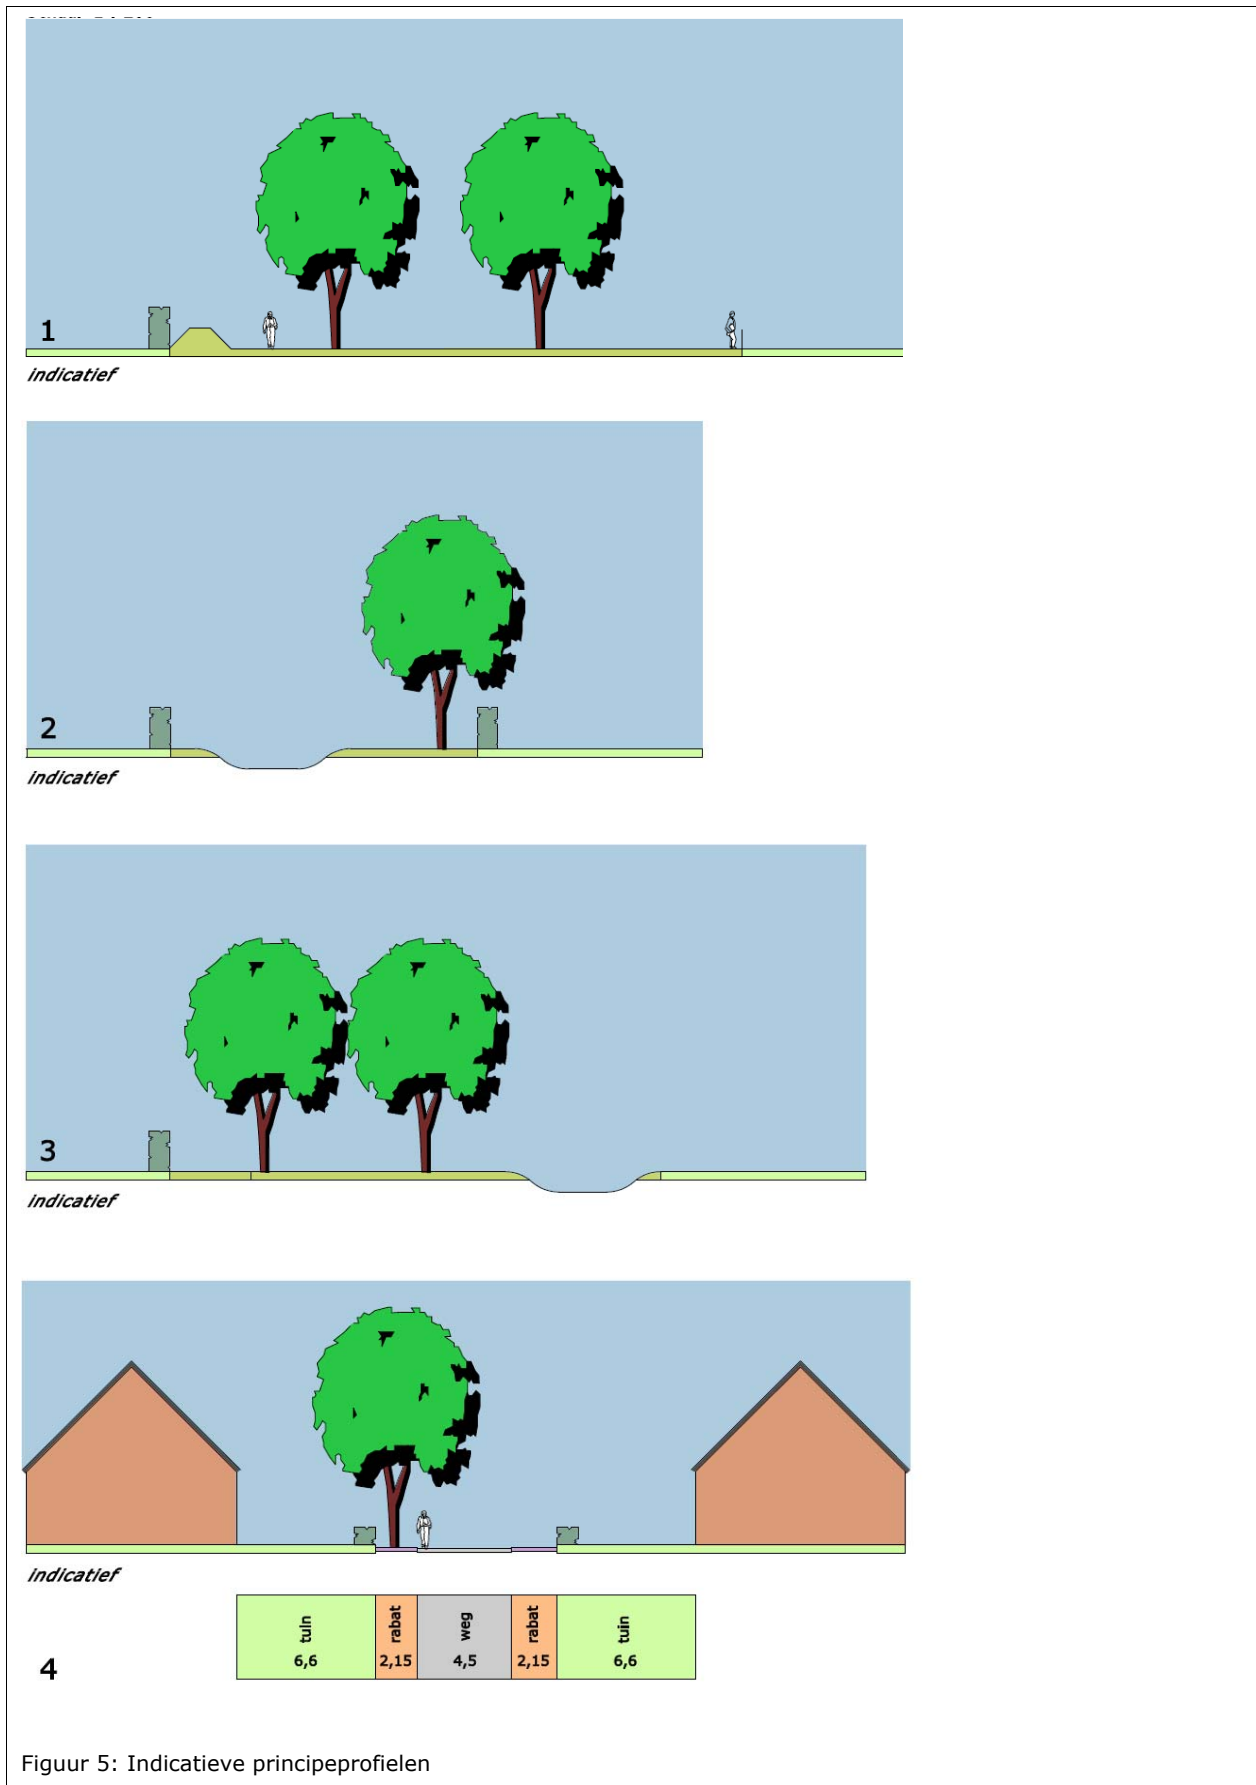 1
indicatief
2
indicatief
3
indicatief
indicatief
tuin rabat weg rabat tuin
6,6 2,15 4,5 2,15 6,6
4
Figuur 5: Indicatieve principeprofielen